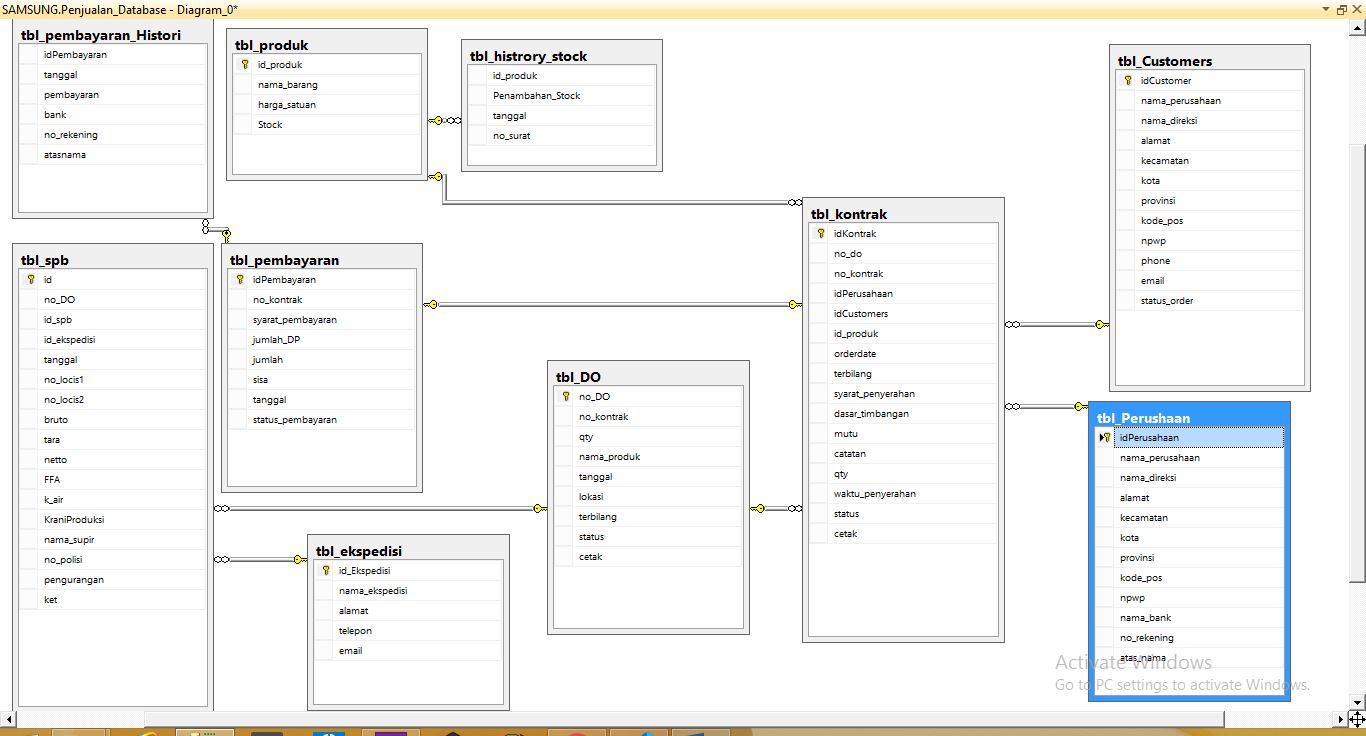 SAMSUNG.Penjualan_Database - Diagram_0*
tbl_pembayaran_Histori
idPembayaran
tanggal
pembayaran
bank
no_rekening
atasnama
tbl_produk
id_produk
nama_barang
harga_satuan
Stock
tbl_histrory_stock
id_produk
Penambahan_Stock
tanggal
no_surat
tbl_Customers
idCustomer
nama_perusahaan
nama_direksi
alamat
kecamatan
kota
provinsi
kode_pos
npwp
phone
email
status_order
tbl_spb
id
no_DO
id_spb
id_ekspedisi
tanggal
no_locis1
no_locis2
bruto
tara
netto
FFA
k_air
KraniProduksi
nama_supir
no_polisi
pengurangan
ket
tbl_pembayaran
idPembayaran
no_kontrak
syarat_pembayaran
jumlah_DP
jumlah
sisa
tanggal
status_pembayaran
tbl_kontrak
idKontrak
no_do
no_kontrak
idPerusahaan
idCustomers
id_produk
orderdate
terbilang
syarat_penyerahan
dasar_timbangan
mutu
catatan
qty
waktu_penyerahan
status
cetak
tbl_DO
no_DO
no_kontrak
qty
nama_produk
tanggal
lokasi
terbilang
status
cetak
tbl_ekspedisi
id_Ekspedisi
nama_ekspedisi
alamat
telepon
email
tbl_Perushaan
idPerusahaan
nama_perusahaan
nama_direksi
alamat
kecamatan
kota
provinsi
kode_pos
npwp
nama_bank
no_rekening
atas_nama
Activate Windows
Go to PC settings to activate Windows.